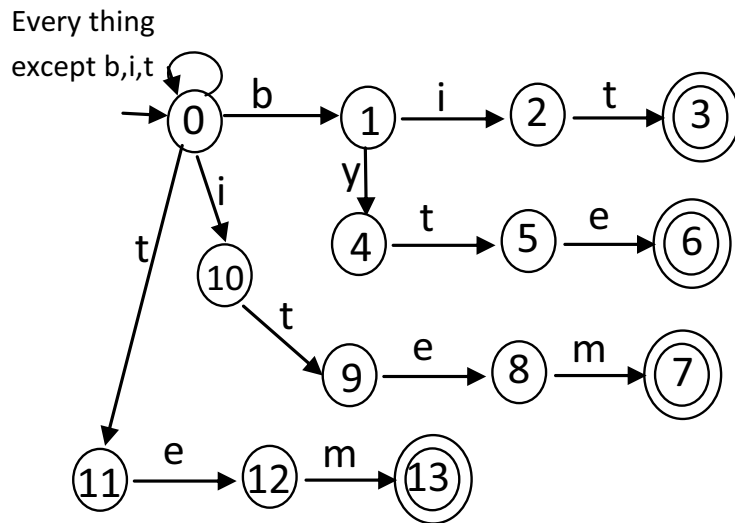 Every thing
except b,i,t
0 b 1 i 2 t 3
y
i
t 4 t 5 e 6
10
t
9 e 8 m 7
11 e 12 m 13